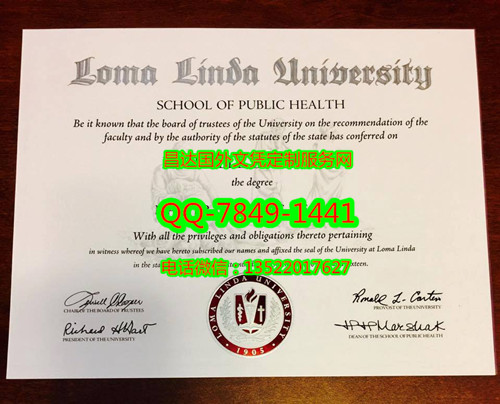 Loma Linda University
SCHOOL OF PUBLIC HEALTH
Be it known that the board of trustees of the University on the recommendation of the
faculty and by the authority of the statutes of the state has conferred on
昌达国外文凭定制服务网
the degree
QQ-7849-1441
With all the privileges and obligations thereto pertaining
in witness whereof we have hereto subscribed our names and affixed the seal of the University at Loma Linda
in the
电话微信：13522017627
CHAIR OF THE BOARD OF TRUSTEES
PROVOST OF THE UNIVERSITY
Richard H Hart
PRESIDENT OF THE UNIVERSITY
DEAN OF THE SCHOOL OF PUBLIC HEALTH
LOMA LINDA UNIVERSITY
1905